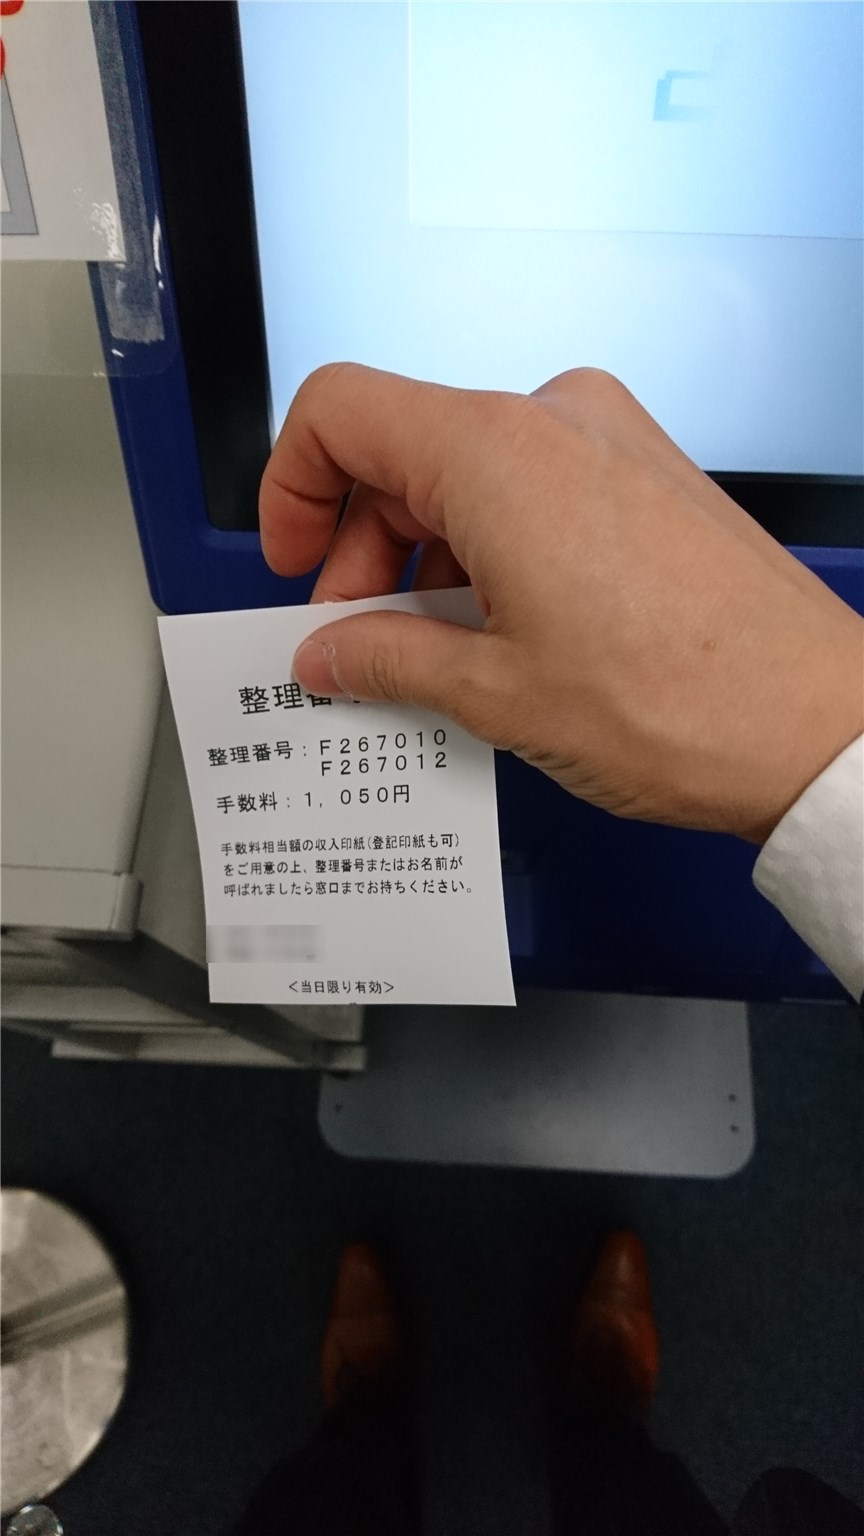 整理番
整理番号：F267010
F267012
手数料：1，050円
手数料相当額の収入印紙(登記印紙も可)
をご用意の上、整理番号またはお名前が
呼ばれましたら窓口までお持ちください。
＜当日限り有効＞